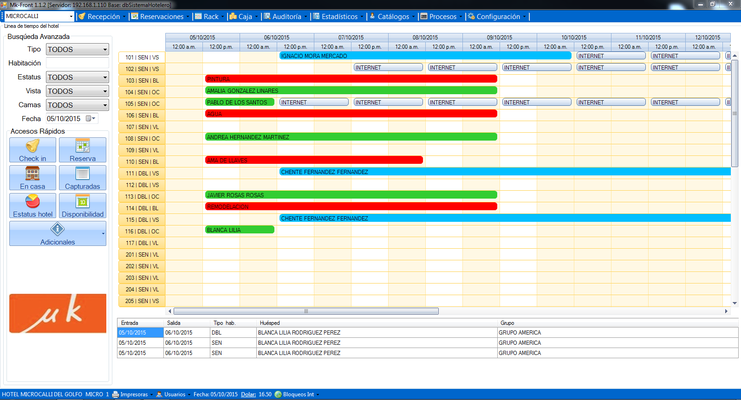 Mk-Front 1.1.2 [Servidor: 192.168.1.110 Base: dbSistemaHotelero]
MICROCALLI Recepción Reservaciones Rack Caja Auditoría Estadísticos Catálogos Procesos Configuración
Linea de tiempo del hotel
Busquéda Avanzada
Tipo TODOS
Habitación
Estatus TODOS
Vista TODOS
Camas TODOS
Fecha 05/10/2015
Accesos Rápidos
Check in Reserva
En casa Capturadas
Estatus hotel Disponibilidad
Adicionales
mk
05/10/2015 06/10/2015 07/10/2015 08/10/2015 09/10/2015 10/10/2015 11/10/2015 12/10/2015
12:00 a.m. 12:00 p.m. 12:00 a.m. 12:00 p.m. 12:00 a.m. 12:00 p.m. 12:00 a.m. 12:00 p.m. 12:00 a.m. 12:00 p.m. 12:00 a.m. 12:00 p.m. 12:00 a.m. 12:00 p.m. 12:00 a.m.
101 | SEN | VS IGNACIO MORA MERCADO INTERNET INTERNET
102 | SEN | VS INTERNET INTERNET INTERNET INTERNET INTERNET
103 | SEN | BL PINTURA
104 | SEN | OC AMALIA GONZALEZ LINARES
105 | SEN | OC PABLO DE LOS SANTOS INTERNET INTERNET INTERNET INTERNET INTERNET INTERNET
106 | SEN | BL AGUA
107 | SEN | VL
108 | SEN | OC ANDREA HERNANDEZ MARTINEZ
109 | SEN | VL
110 | SEN | BL AMA DE LLAVES
111 | DBL | VS CHENTE FERNANDEZ FERNANDEZ
112 | DBL | VS
113 | DBL | OC JAVIER ROSAS ROSAS
114 | DBL | BL REMODELACION
115 | DBL | VS CHENTE FERNANDEZ FERNANDEZ
116 | DBL | OC BLANCA LILIA
117 | DBL | VL
201 | SEN | VL
202 | SEN | VL
203 | SEN | VL
204 | SEN | VL
205 | SEN | VS
Entrada Salida Tipo hab. Huésped Grupo
05/10/2015 06/10/2015 DBL BLANCA LILIA RODRIGUEZ PEREZ GRUPO AMERICA
05/10/2015 06/10/2015 SEN BLANCA LILIA RODRIGUEZ PEREZ GRUPO AMERICA
05/10/2015 06/10/2015 SEN BLANCA LILIA RODRIGUEZ PEREZ GRUPO AMERICA
HOTEL MICROCALLI DEL GOLFO MICRO 1 Impresoras Usuarios Fecha: 05/10/2015 Dolar: 16.50 Bloqueos Int